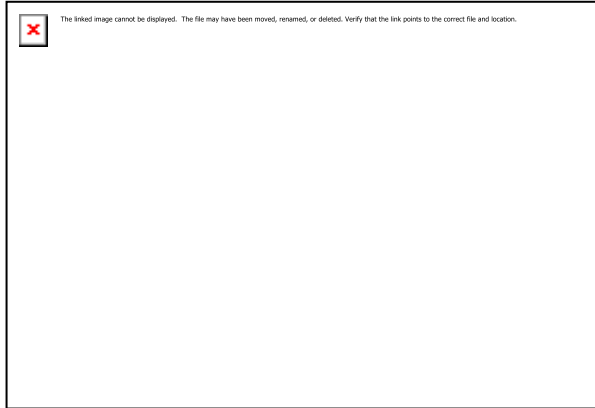 The linked image cannot be displayed. The file may have been moved, renamed, or deleted. Verify that the link points to the correct file and location.